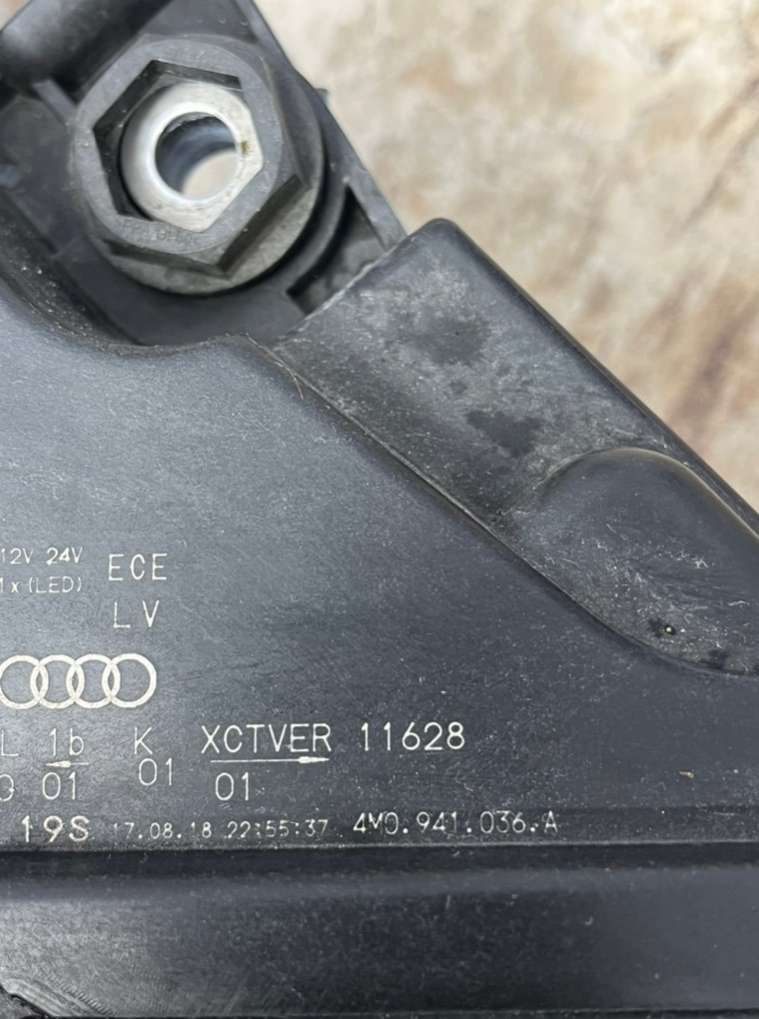 12V 24V ECE
1x(LED)
LV
L 1b K XCTVER 11628
01 01 01
19S 17.08.18 22:55:37 4M0.941.036.A